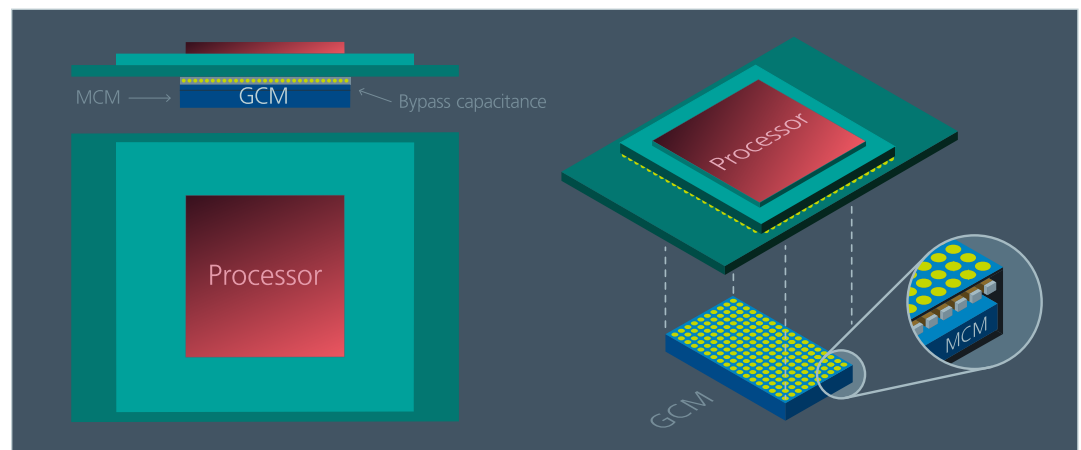 MCM
GCM
Bypass capacitance
Processor
Processor
GCM
MCM